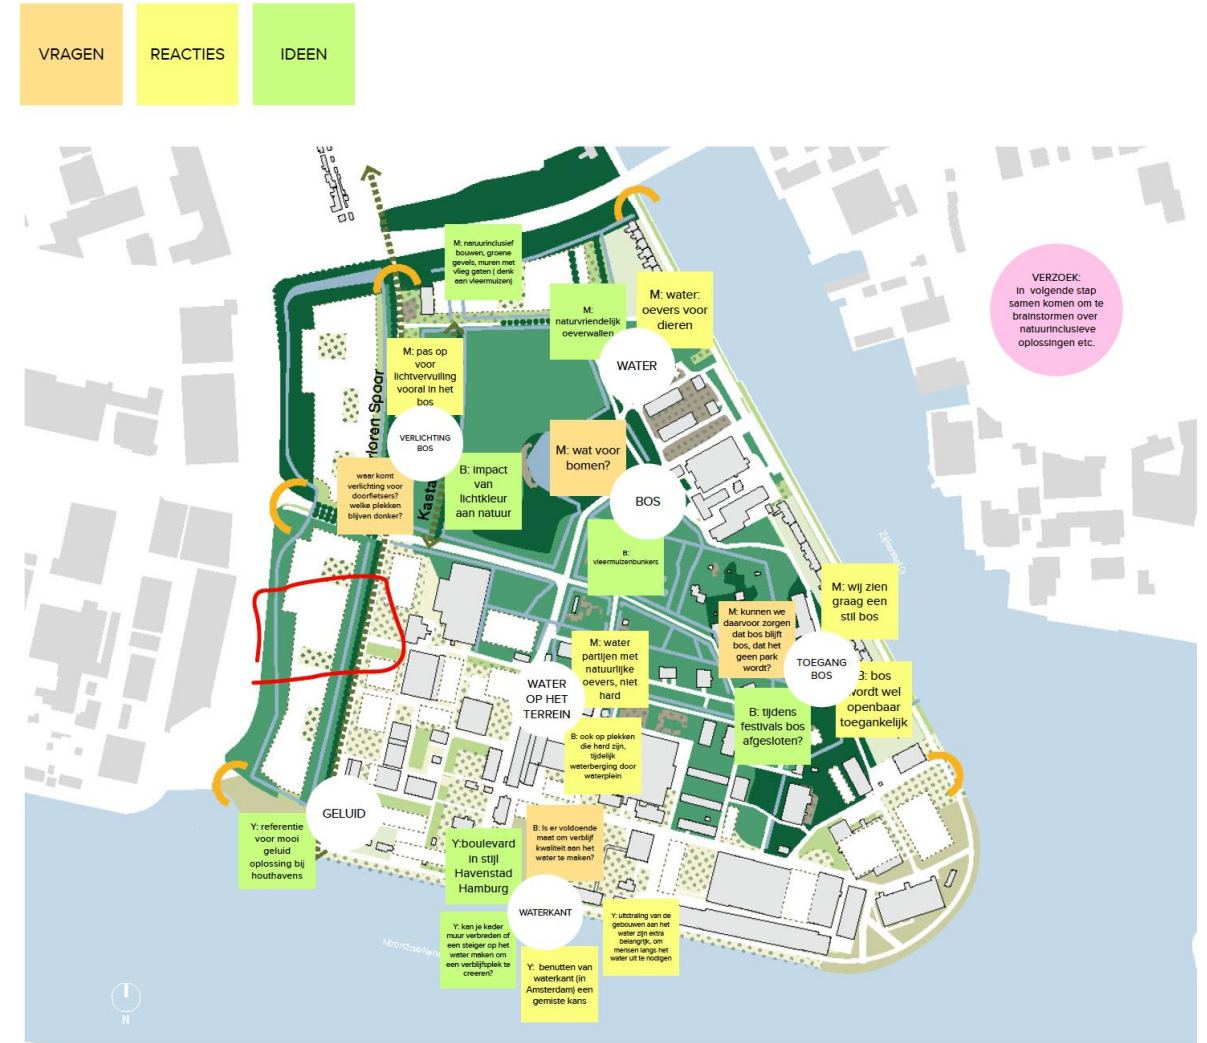 VRAGEN
REACTIES
IDEEN
VERZOEK:
in volgende stap
samen komen om te
brainstormen over
natuurinclusieve
oplossingen etc.
M: naruurinclusief
bouwen, groene
gevels, muren met
vlieg gaten ( denk
aan vleermuizen)
M:
naturvriendelijk
oeverwallen
M: water:
oevers voor
dieren
WATER
M: pas op
voor
lichtvervuiling
vooral in het
bos
VERLICHTING
BOS
waar komt
verlichting voor
doorfietsers?
welke plekken
blijven donker?
B: impact
van
lichtkleur
aan natuur
rloren Spoor
Kasta
M: wat voor
bomen?
BOS
B:
vleermuizenbunkers
M: wij zien
graag een
stil bos
M: kunnen we
daarvoor zorgen
dat bos blijft
bos, dat het
geen park
wordt?
TOEGANG
BOS
B: bos
wordt wel
openbaar
toegankelijk
B: tijdens
festivals bos
afgesloten?
M: water
partijen met
natuurlijke
oevers, niet
hard
WATER
OP HET
TERREIN
B: ook op plekken
die hard zijn,
tijdelijk
waterberging door
waterplein
GELUID
Y: referentie
voor mooi
geluid
oplossing bij
houthavens
Y:boulevard
in stijl
Havenstad
Hamburg
B: Is er voldoende
maat om verblijf
kwaliteit aan het
water te maken?
WATERKANT
Y: kan je kader
muur verbreden of
een steiger op het
water maken om
een verblijfsplek te
creeren?
Y: uitstraling van de
gebouwen aan het
water zijn extra
belangrijk, om
mensen langs het
water uit te nodigen
Y: benutten van
waterkant (in
Amsterdam) een
gemiste kans
N